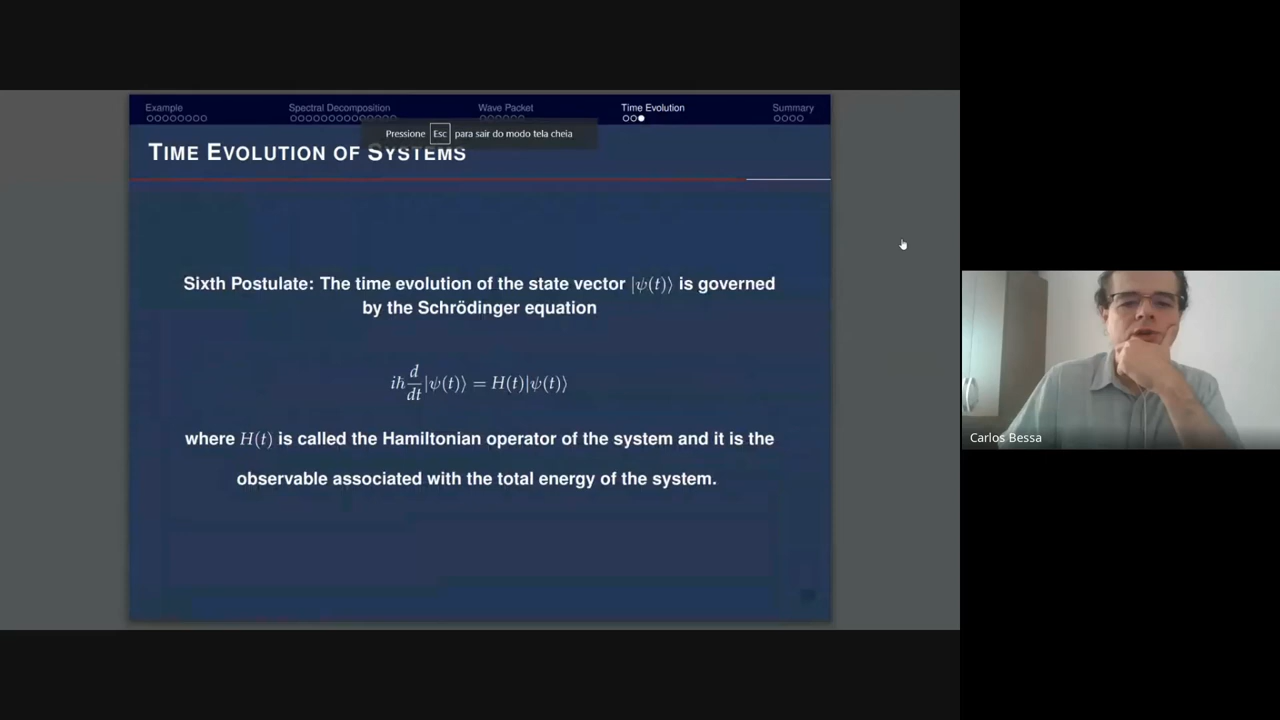 Example Spectral Decomposition Wave Packet Time Evolution Summary
Pressione Esc para sair do modo tela cheia
TIME EVOLUTION OF SYSTEMS
Sixth Postulate: The time evolution of the state vector |ψ(t)⟩ is governed
by the Schrödinger equation
iħ d/dt |ψ(t)⟩ = H(t)|ψ(t)⟩
where H(t) is called the Hamiltonian operator of the system and it is the
observable associated with the total energy of the system.
Carlos Bessa